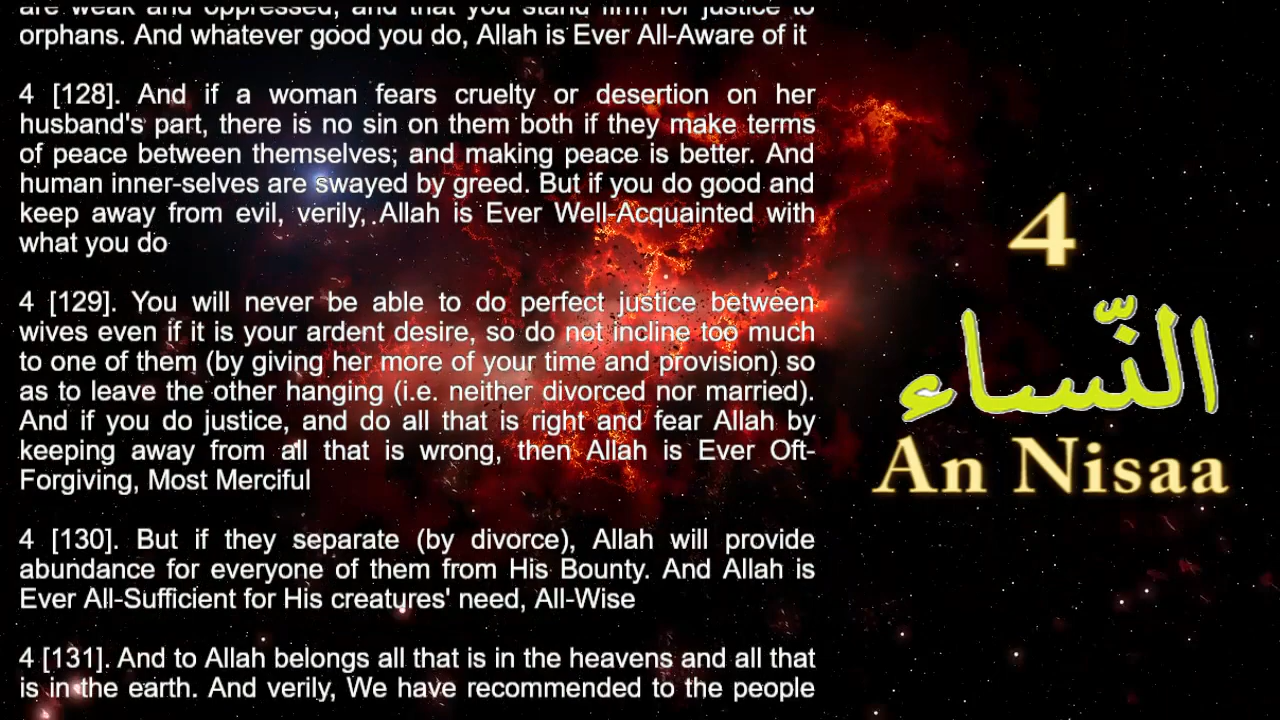 are weak and oppressed, and that you stand firm for justice to
orphans. And whatever good you do, Allah is Ever All-Aware of it
4 [128]. And if a woman fears cruelty or desertion on her
husband's part, there is no sin on them both if they make terms
of peace between themselves; and making peace is better. And
human inner-selves are swayed by greed. But if you do good and
keep away from evil, verily, Allah is Ever Well-Acquainted with
what you do
4 [129]. You will never be able to do perfect justice between
wives even if it is your ardent desire, so do not incline too much
to one of them (by giving her more of your time and provision) so
as to leave the other hanging (i.e. neither divorced nor married).
And if you do justice, and do all that is right and fear Allah by
keeping away from all that is wrong, then Allah is Ever Oft-
Forgiving, Most Merciful
4 [130]. But if they separate (by divorce), Allah will provide
abundance for everyone of them from His Bounty. And Allah is
Ever All-Sufficient for His creatures' need, All-Wise
4 [131]. And to Allah belongs all that is in the heavens and all that
is in the earth. And verily, We have recommended to the people
4
النّساء
An Nisaa